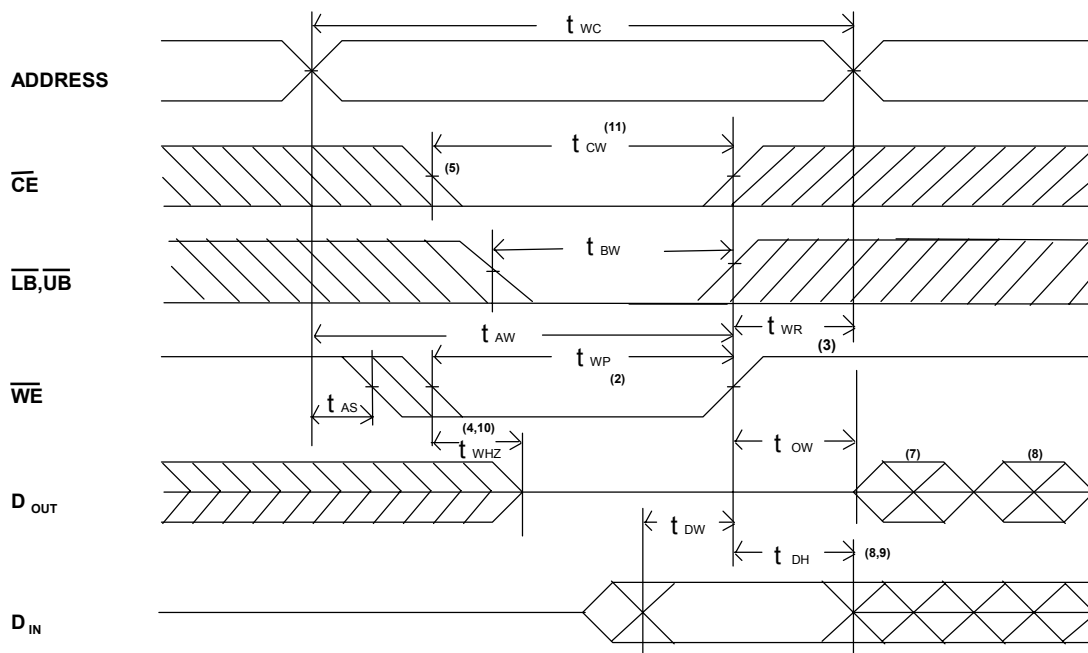 t WC
ADDRESS
t CW (11)
CE (5)
t BW
LB,UB
t AW t WR
t WP (2) (3)
WE
t AS
(4,10)
t WHZ t OW
(7) (8)
D OUT
t DW
t DH (8,9)
D IN